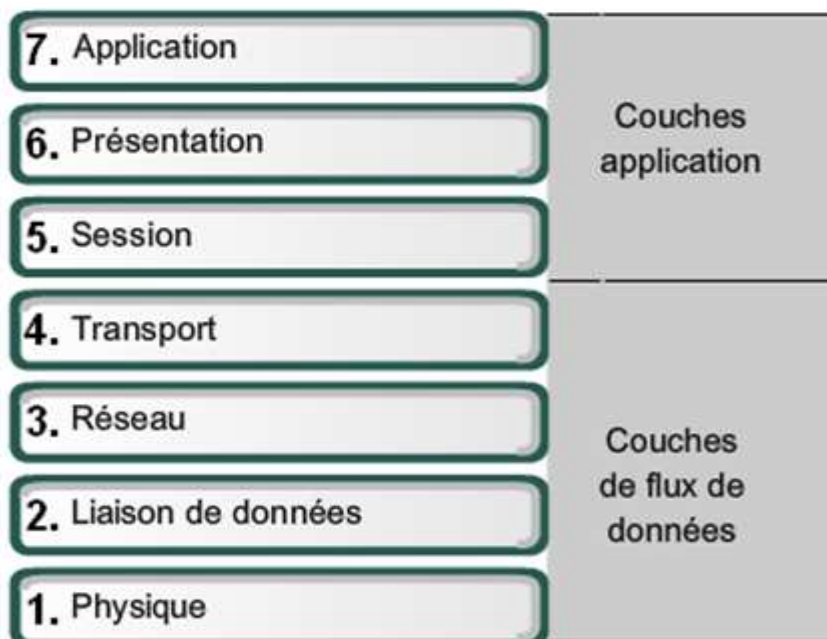 7. Application
6. Présentation
5. Session
4. Transport
3. Réseau
2. Liaison de données
1. Physique
Couches
application
Couches
de flux de
données